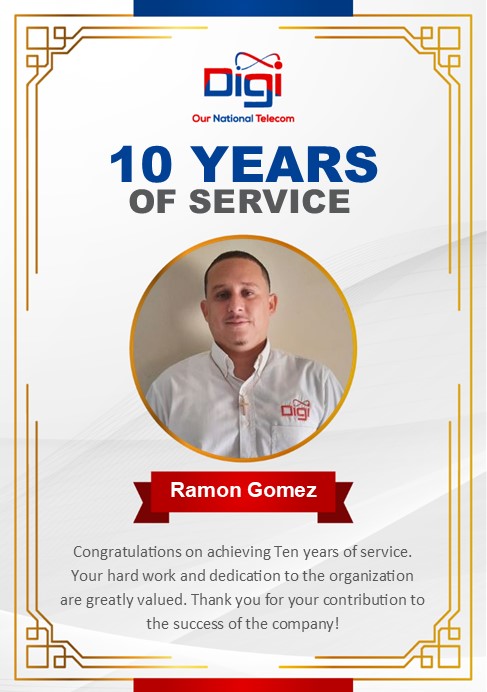 Digi
Our National Telecom
10 YEARS
OF SERVICE
Digi
Ramon Gomez
Congratulations on achieving Ten years of service.
Your hard work and dedication to the organization
are greatly valued. Thank you for your contribution to
the success of the company!